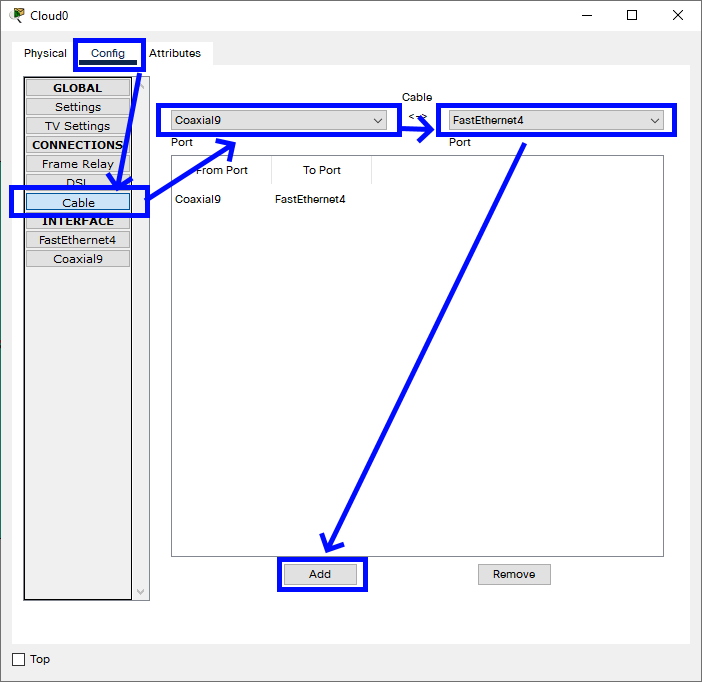 Cloud0
Physical Config Attributes
GLOBAL
Settings
TV Settings
CONNECTIONS
Frame Relay
DSL
Cable
INTERFACE
FastEthernet4
Coaxial9
Cable
Coaxial9 <--> FastEthernet4
Port Port
From Port To Port
Coaxial9 FastEthernet4
Add Remove
Top